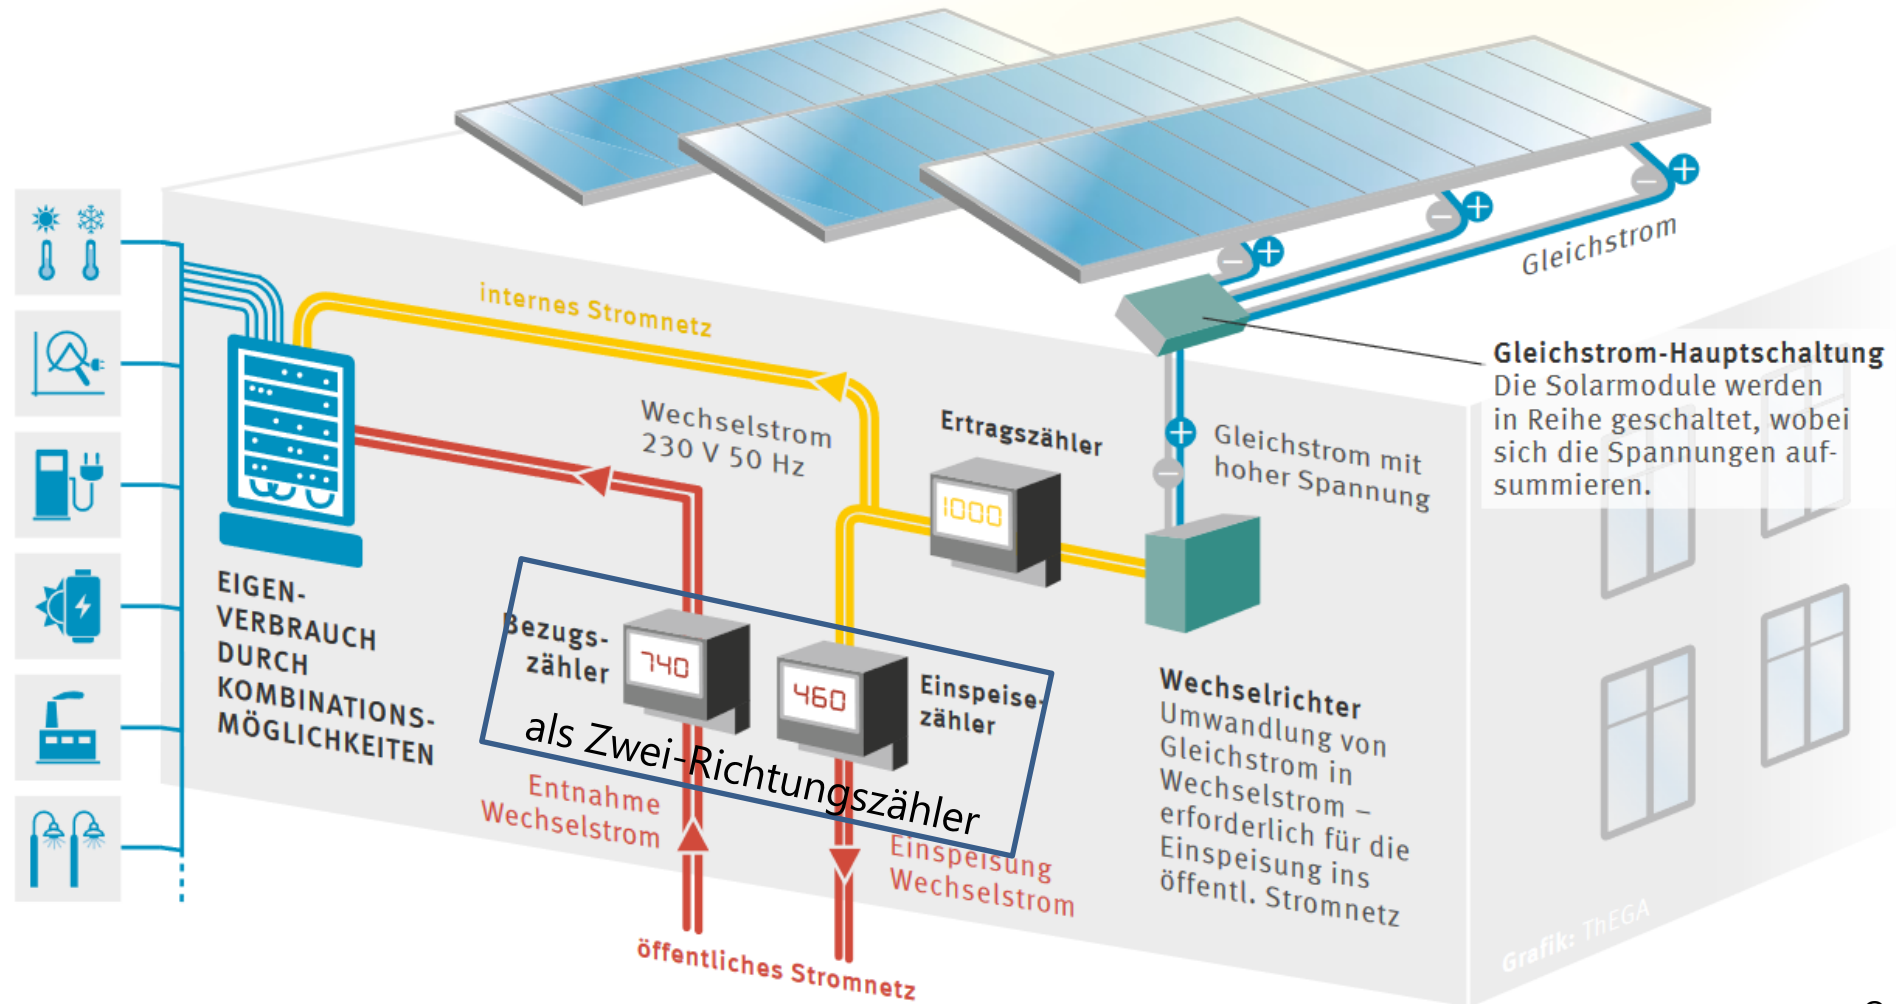 Gleichstrom
internes Stromnetz
Gleichstrom-Hauptschaltung
Die Solarmodule werden
in Reihe geschaltet, wobei
sich die Spannungen auf-
summieren.
Wechselstrom
230 V 50 Hz
Ertragszähler
1000
Gleichstrom mit
hoher Spannung
EIGEN-
VERBRAUCH
DURCH
KOMBINATIONS-
MÖGLICHKEITEN
Bezugs-
zähler
740
460
Einspeise-
zähler
als Zwei-Richtungszähler
Wechselrichter
Umwandlung von
Gleichstrom in
Wechselstrom –
erforderlich für die
Einspeisung ins
öffentl. Stromnetz
Entnahme
Wechselstrom
Einspeisung
Wechselstrom
öffentliches Stromnetz
Grafik: ThEGA